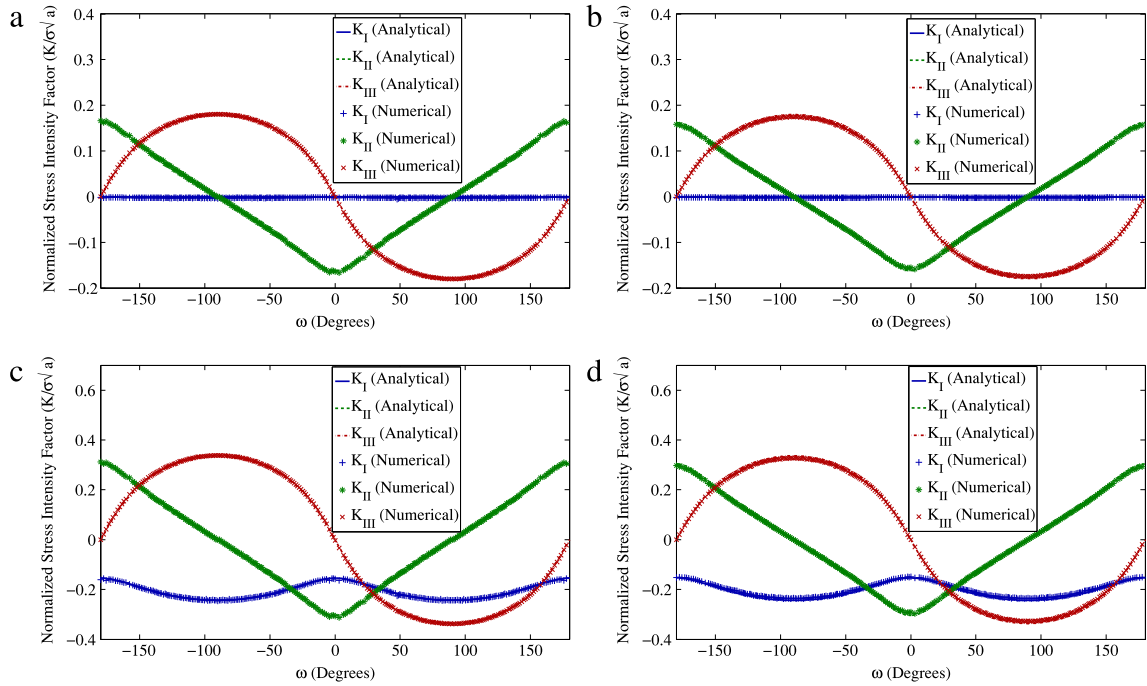 a
Normalized Stress Intensity Factor (K/σ√ a)
0.4
0.3
0.2
0.1
0
−0.1
−0.2
K_I (Analytical)
K_II (Analytical)
K_III (Analytical)
K_I (Numerical)
K_II (Numerical)
K_III (Numerical)
−150 −100 −50 0 50 100 150
ω (Degrees)
b
Normalized Stress Intensity Factor (K/σ√ a)
0.4
0.3
0.2
0.1
0
−0.1
−0.2
K_I (Analytical)
K_II (Analytical)
K_III (Analytical)
K_I (Numerical)
K_II (Numerical)
K_III (Numerical)
−150 −100 −50 0 50 100 150
ω (Degrees)
c
Normalized Stress Intensity Factor (K/σ√ a)
0.6
0.4
0.2
0
−0.2
−0.4
K_I (Analytical)
K_II (Analytical)
K_III (Analytical)
K_I (Numerical)
K_II (Numerical)
K_III (Numerical)
−150 −100 −50 0 50 100 150
ω (Degrees)
d
Normalized Stress Intensity Factor (K/σ√ a)
0.6
0.4
0.2
0
−0.2
−0.4
K_I (Analytical)
K_II (Analytical)
K_III (Analytical)
K_I (Numerical)
K_II (Numerical)
K_III (Numerical)
−150 −100 −50 0 50 100 150
ω (Degrees)